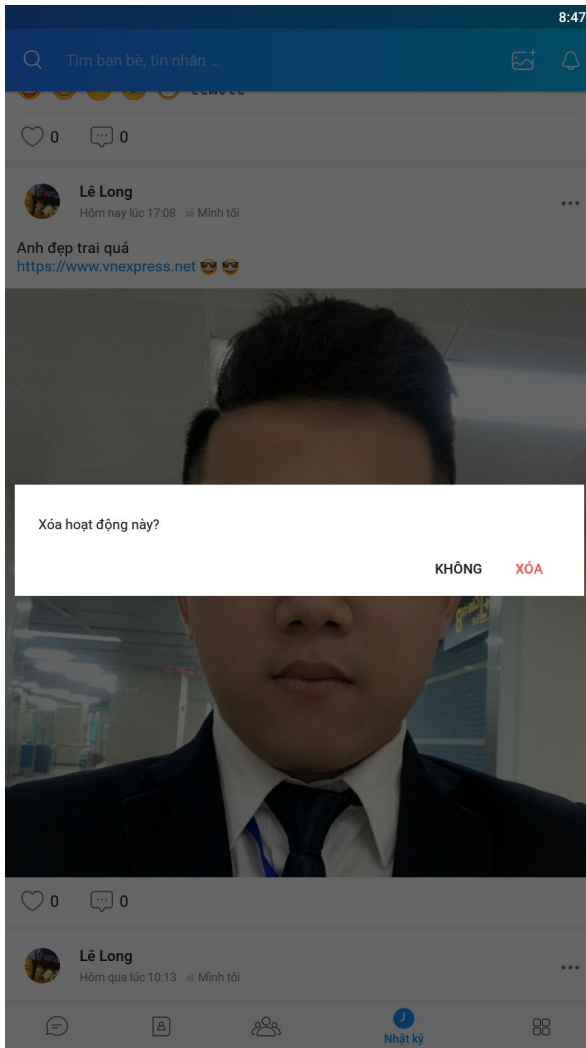 8:47
Tìm bạn bè, tin nhắn ...
0 0
Lê Long
Hôm nay lúc 17:08 Mình tôi
Anh đẹp trai quá
https://www.vnexpress.net
Xóa hoạt động này?
KHÔNG XÓA
0 0
Lê Long
Hôm qua lúc 10:13 Mình tôi
Nhật ký